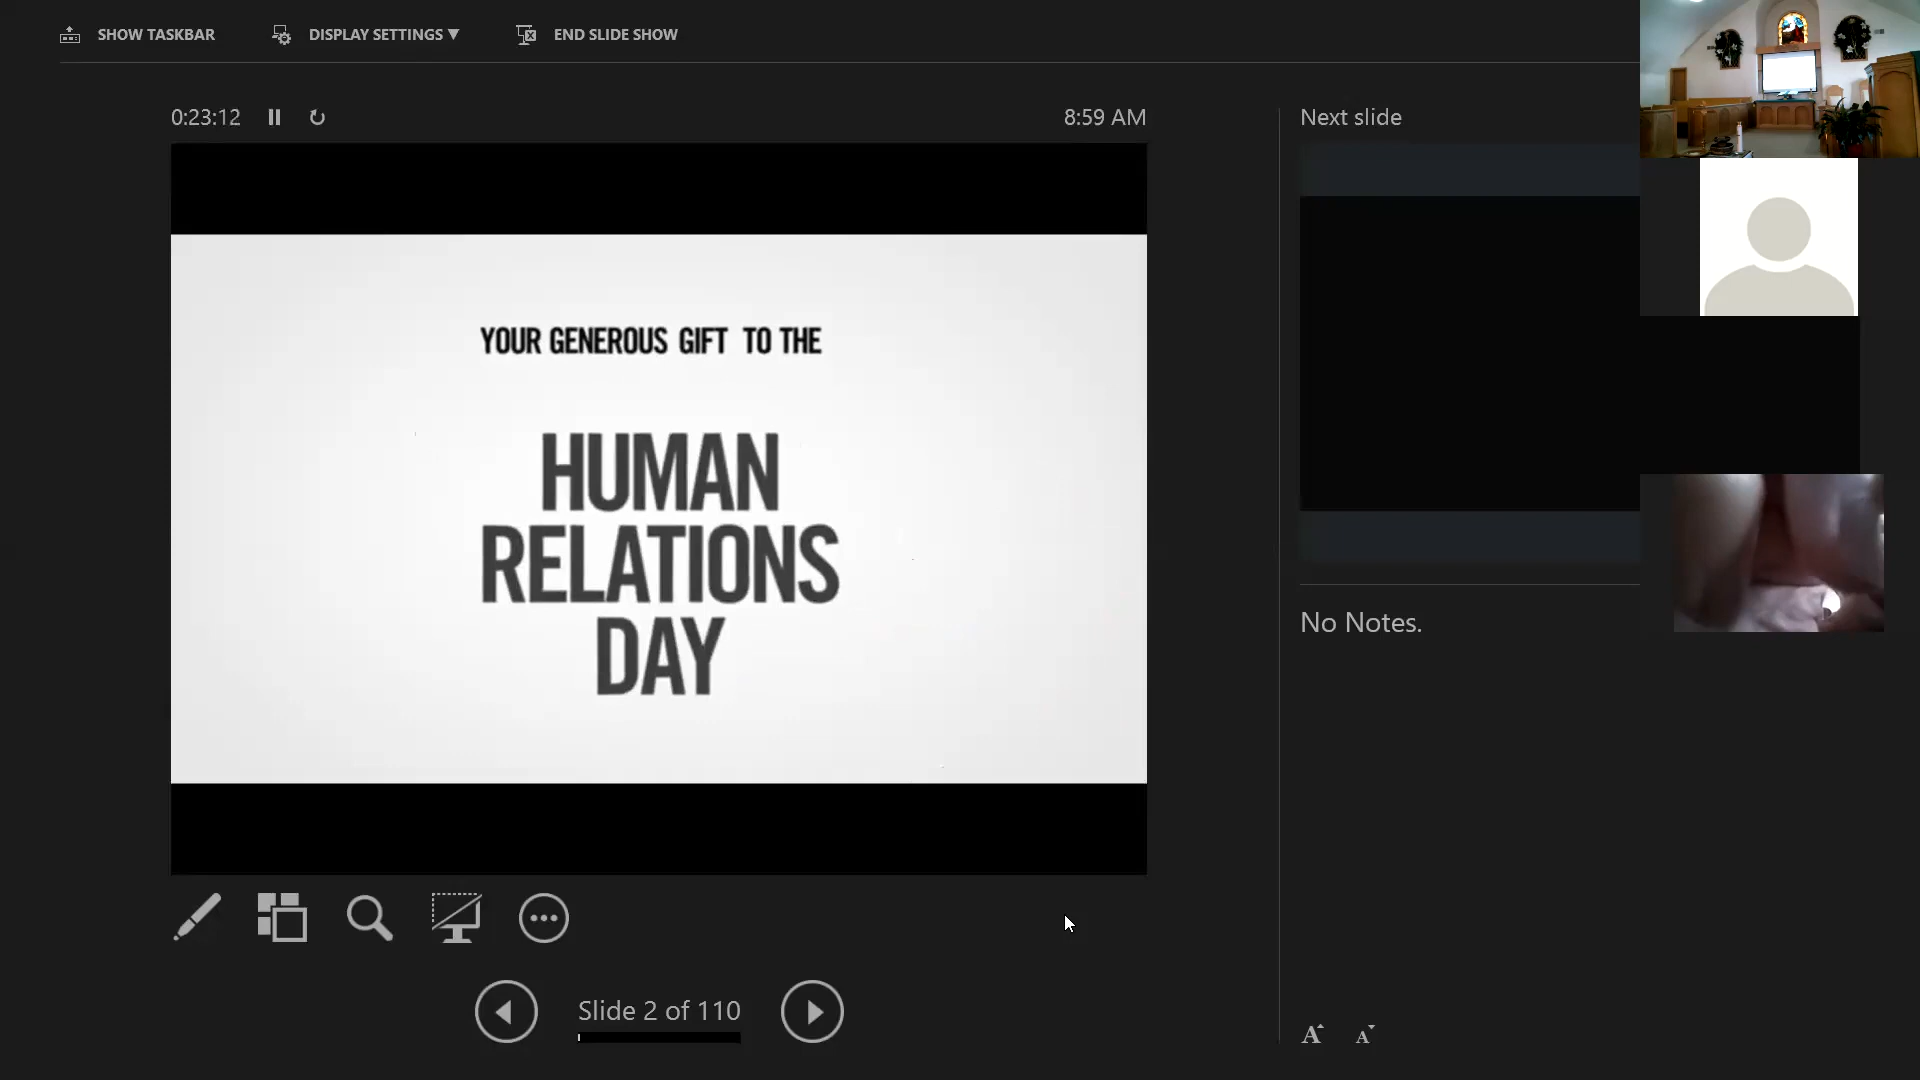 SHOW TASKBAR
DISPLAY SETTINGS ▼
END SLIDE SHOW
0:23:12
8:59 AM
Next slide
YOUR GENEROUS GIFT TO THE
HUMAN
RELATIONS
DAY
No Notes.
Slide 2 of 110
A A